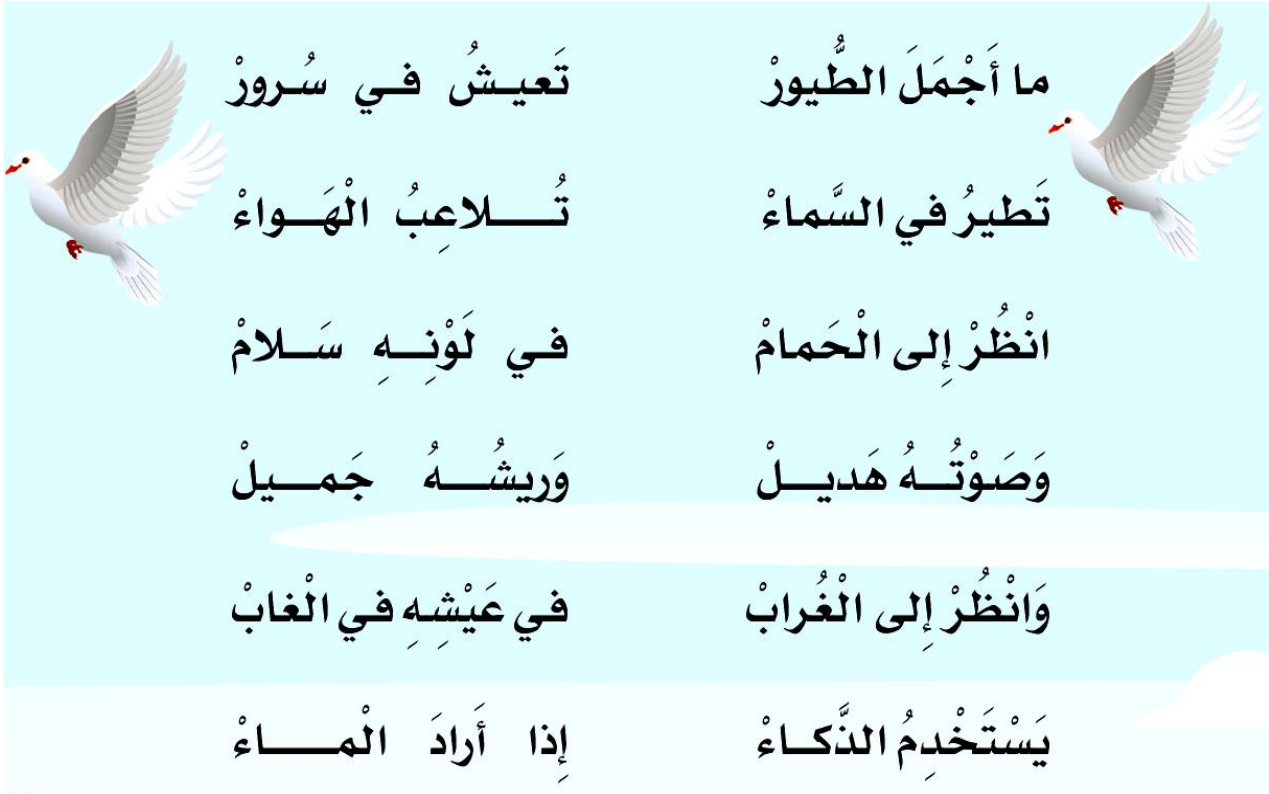 ما أَجْمَلَ الطُّيورْ تَعيشُ في سُرورْ
تَطيرُ في السَّماءْ تُلاعِبُ الْهَواءْ
انْظُرْ إِلى الْحَمامْ في لَوْنِهِ سَلامْ
وَصَوْتُهُ هَديلْ وَريشُهُ جَميلْ
وَانْظُرْ إِلى الْغُرابْ في عَيْشِهِ في الْغابْ
يَسْتَخْدِمُ الذَّكاءْ إِذا أَرادَ الْماءْ